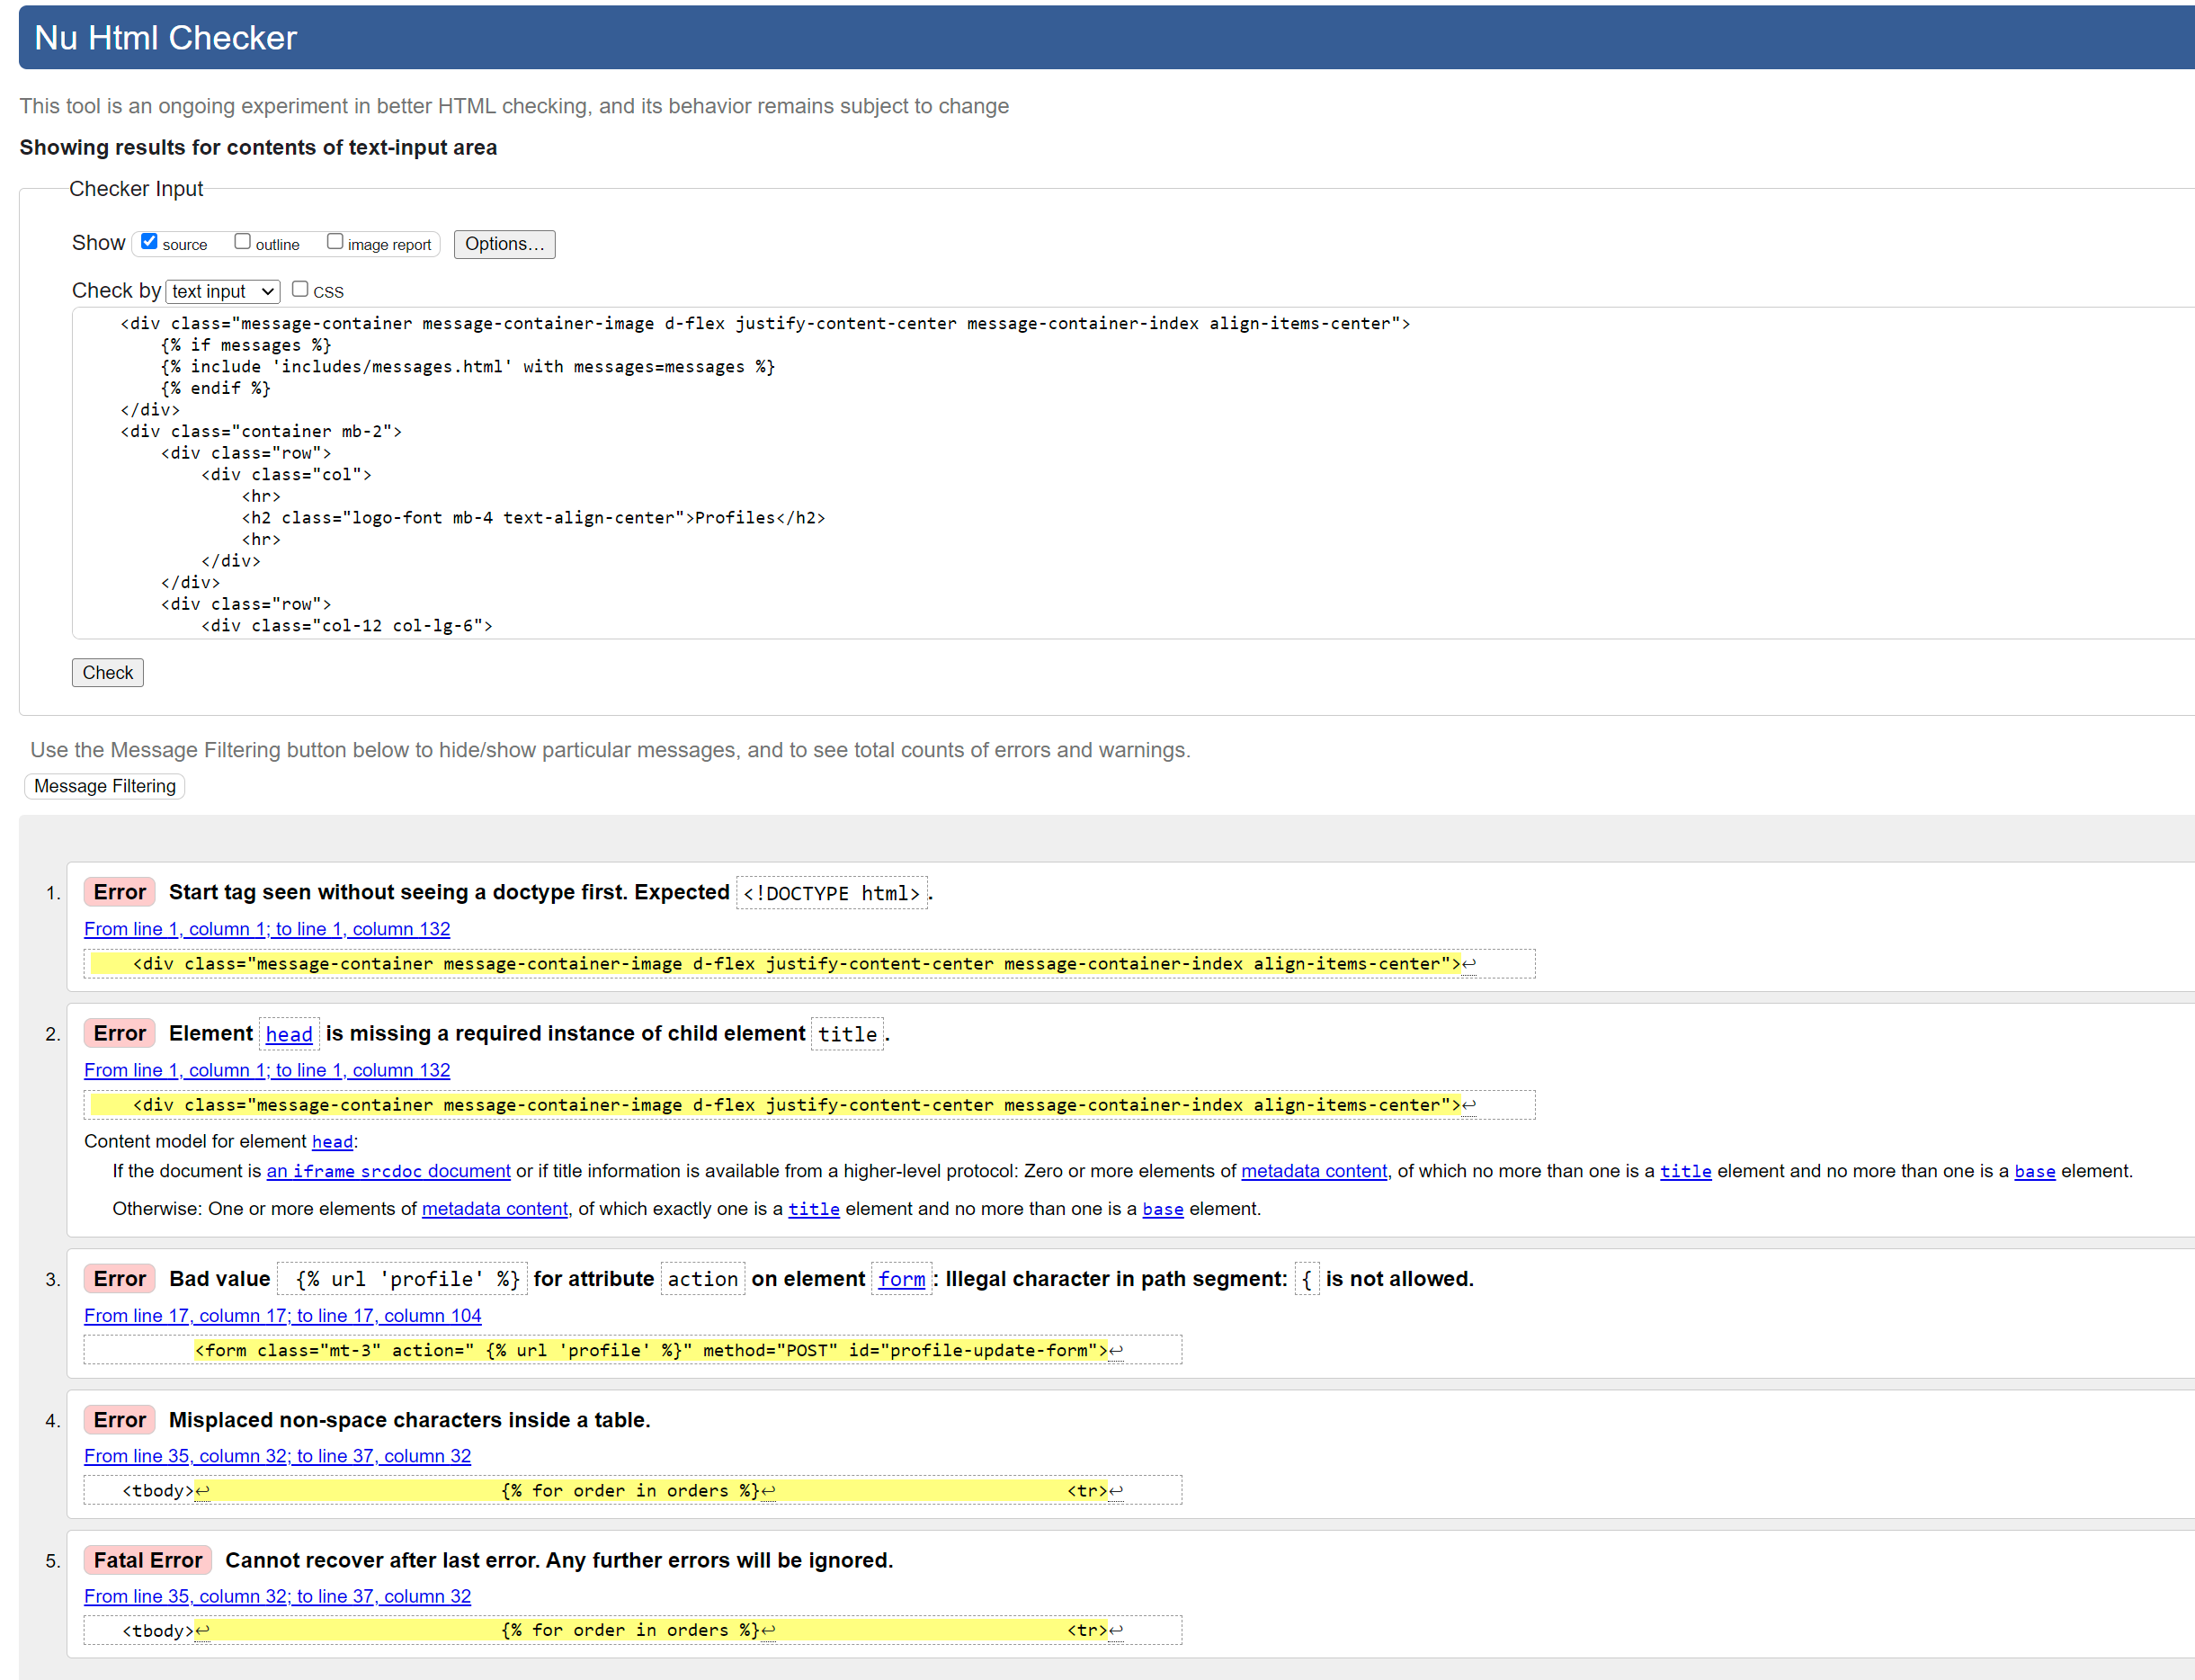 Nu Html Checker
This tool is an ongoing experiment in better HTML checking, and its behavior remains subject to change
Showing results for contents of text-input area
Checker Input
Show source outline image report Options...
Check by text input CSS
<div class="message-container message-container-image d-flex justify-content-center message-container-index align-items-center">
{% if messages %}
{% include 'includes/messages.html' with messages=messages %}
{% endif %}
</div>
<div class="container mb-2">
<div class="row">
<div class="col">
<hr>
<h2 class="logo-font mb-4 text-align-center">Profiles</h2>
<hr>
</div>
</div>
<div class="row">
<div class="col-12 col-lg-6">
Check
Use the Message Filtering button below to hide/show particular messages, and to see total counts of errors and warnings.
Message Filtering
1. Error Start tag seen without seeing a doctype first. Expected <!DOCTYPE html>.
From line 1, column 1; to line 1, column 132
<div class="message-container message-container-image d-flex justify-content-center message-container-index align-items-center">↩
2. Error Element head is missing a required instance of child element title.
From line 1, column 1; to line 1, column 132
<div class="message-container message-container-image d-flex justify-content-center message-container-index align-items-center">↩
Content model for element head:
If the document is an iframe srcdoc document or if title information is available from a higher-level protocol: Zero or more elements of metadata content, of which no more than one is a title element and no more than one is a base element.
Otherwise: One or more elements of metadata content, of which exactly one is a title element and no more than one is a base element.
3. Error Bad value {% url 'profile' %} for attribute action on element form: Illegal character in path segment: { is not allowed.
From line 17, column 17; to line 17, column 104
<form class="mt-3" action=" {% url 'profile' %}" method="POST" id="profile-update-form">↩
4. Error Misplaced non-space characters inside a table.
From line 35, column 32; to line 37, column 32
<tbody>↩ {% for order in orders %}↩ <tr>↩
5. Fatal Error Cannot recover after last error. Any further errors will be ignored.
From line 35, column 32; to line 37, column 32
<tbody>↩ {% for order in orders %}↩ <tr>↩